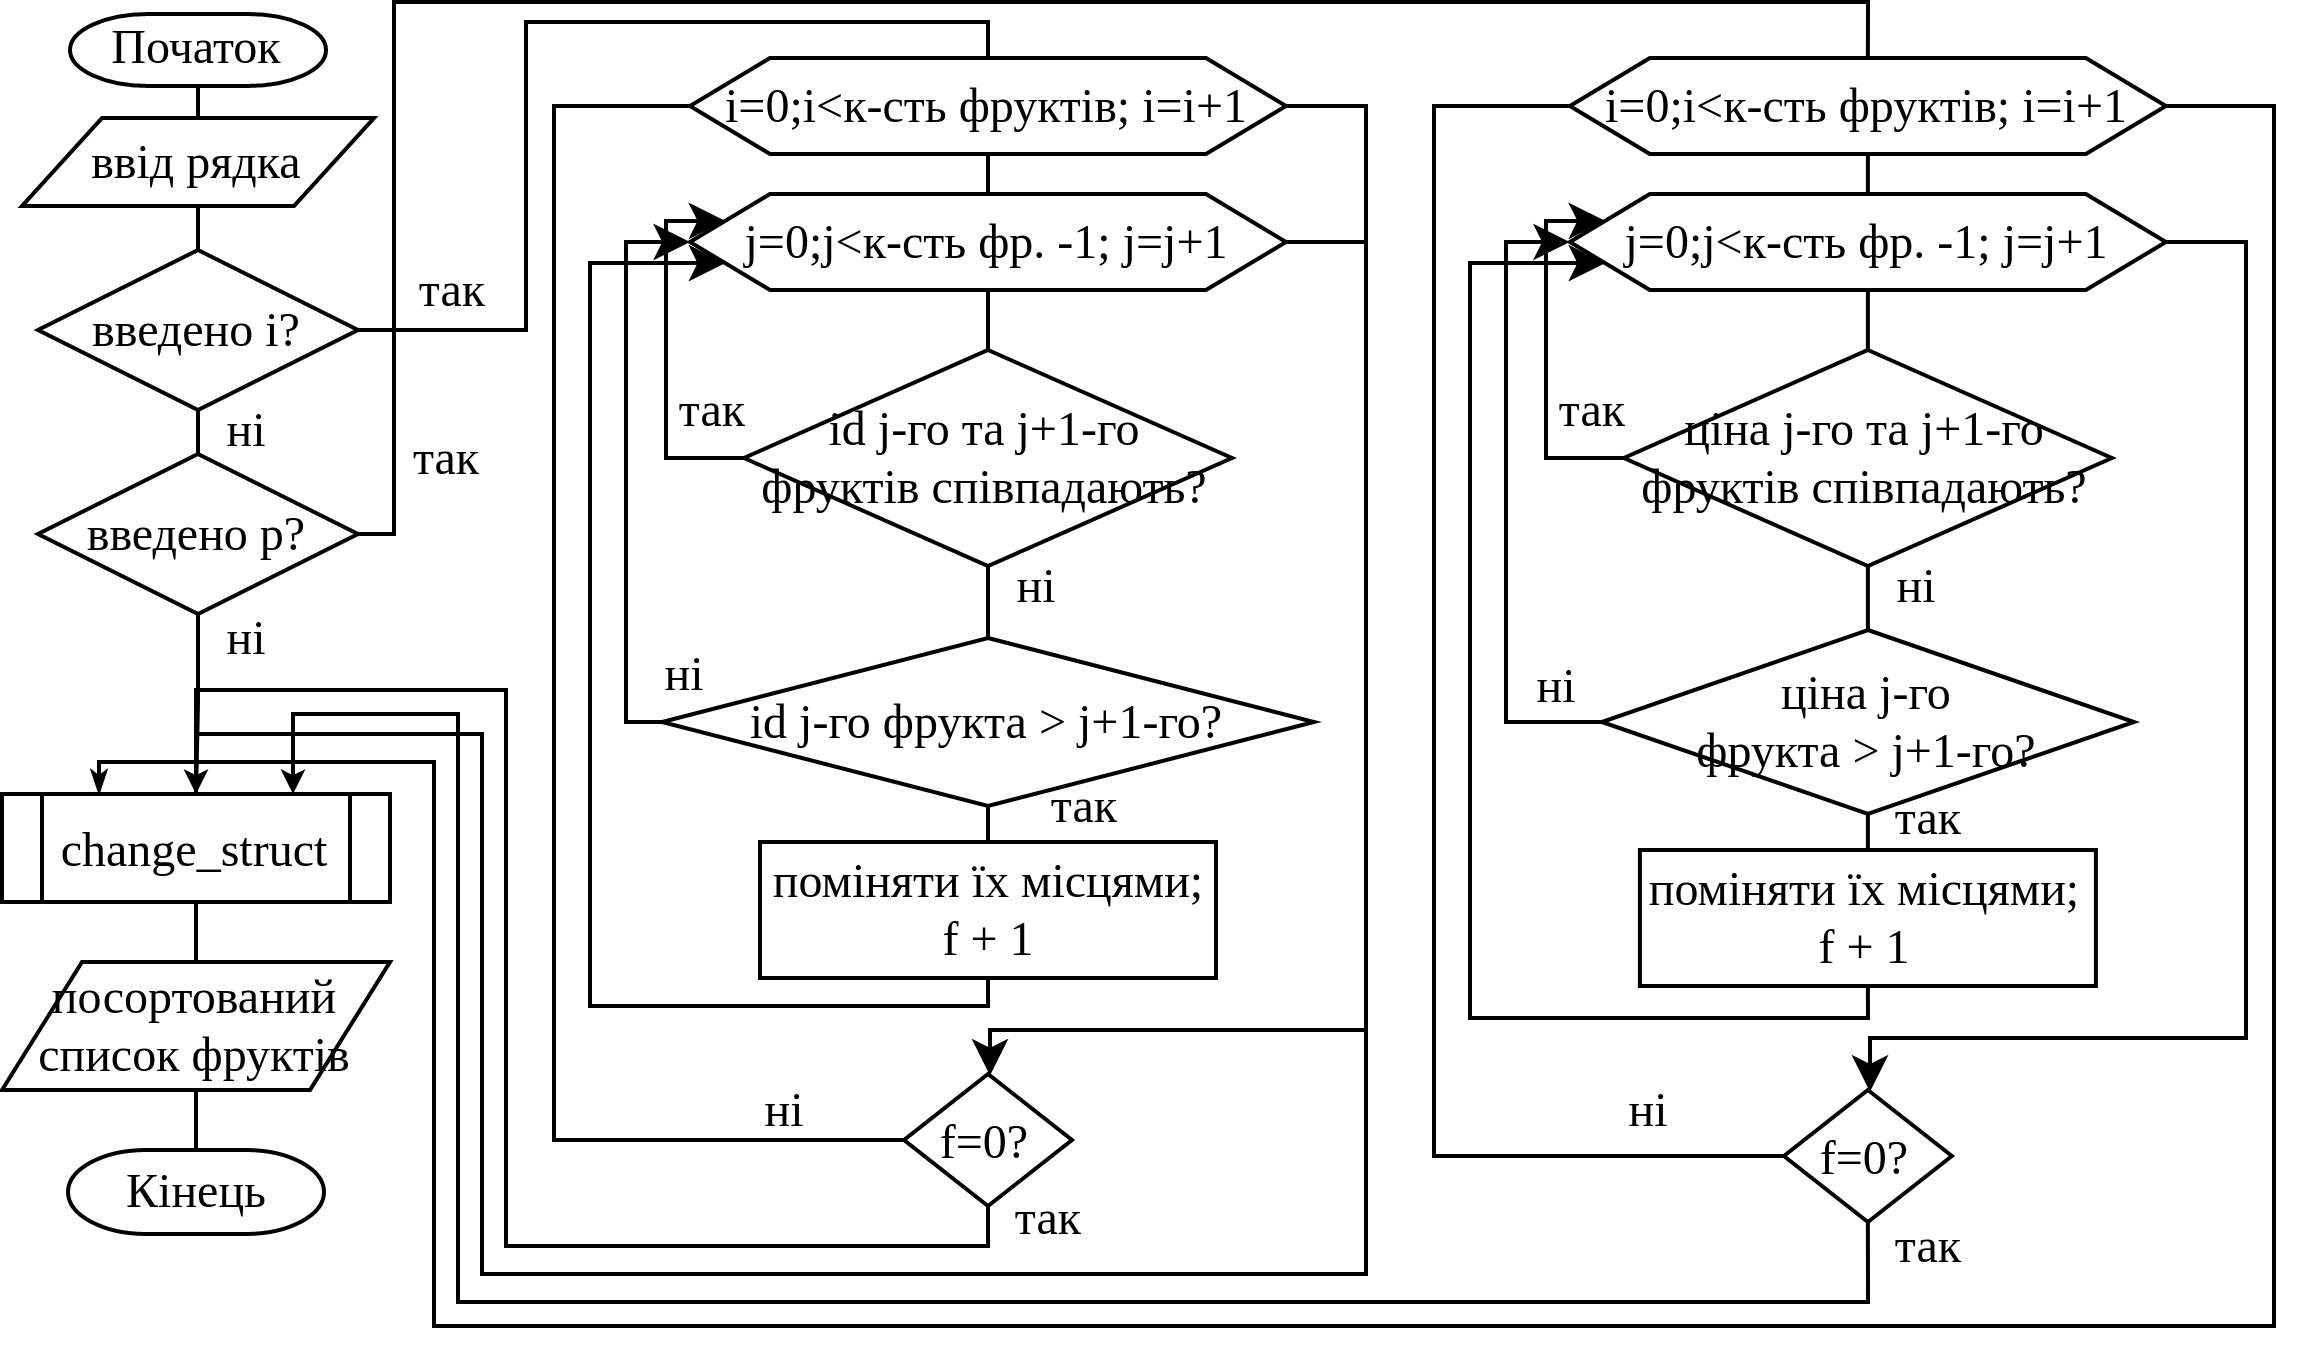 Початок
ввід рядка
введено i?
так
ні
введено p?
так
ні
change_struct
посортований
список фруктів
Кінець
i=0;i<к-сть фруктів; i=i+1
j=0;j<к-сть фр. -1; j=j+1
так
id j-го та j+1-го
фруктів співпадають?
ні
ні
id j-го фрукта > j+1-го?
так
поміняти їх місцями;
f + 1
ні
f=0?
так
i=0;i<к-сть фруктів; i=i+1
j=0;j<к-сть фр. -1; j=j+1
так
ціна j-го та j+1-го
фруктів співпадають?
ні
ні
ціна j-го
фрукта > j+1-го?
так
поміняти їх місцями;
f + 1
ні
f=0?
так